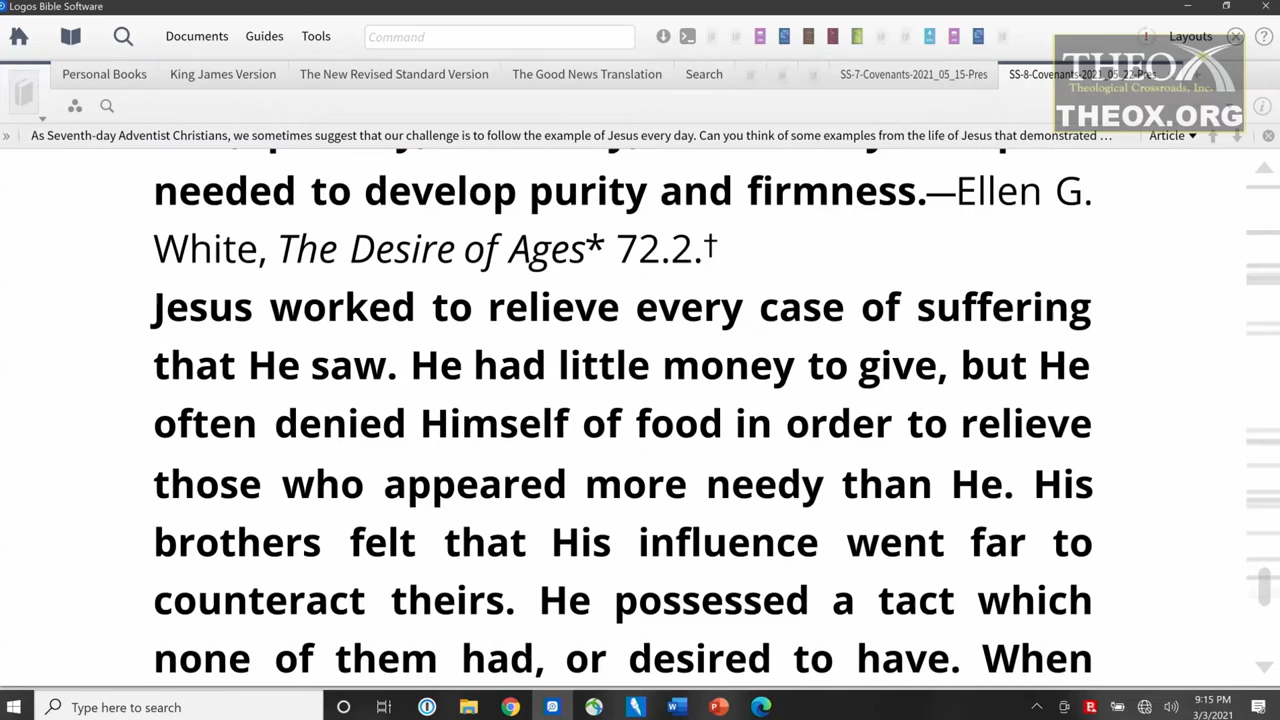 Logos Bible Software
Documents Guides Tools Command Layouts
THEOX
Theological Crossroads, Inc.
THEOX.ORG
Personal Books King James Version The New Revised Standard Version The Good News Translation Search SS-7-Covenants-2021_05_15-Pres SS-8-Covenants-2021_05_22-Pres
» As Seventh-day Adventist Christians, we sometimes suggest that our challenge is to follow the example of Jesus every day. Can you think of some examples from the life of Jesus that demonstrated ... Article
needed to develop purity and firmness.—Ellen G.
White, The Desire of Ages* 72.2.†
Jesus worked to relieve every case of suffering
that He saw. He had little money to give, but He
often denied Himself of food in order to relieve
those who appeared more needy than He. His
brothers felt that His influence went far to
counteract theirs. He possessed a tact which
none of them had, or desired to have. When
Type here to search
9:15 PM
3/3/2021